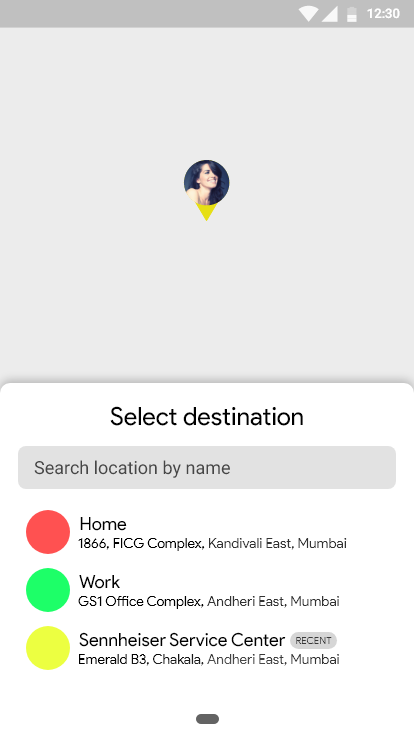 12:30
Select destination
Search location by name
Home
1866, FICG Complex, Kandivali East, Mumbai
Work
GS1 Office Complex, Andheri East, Mumbai
Sennheiser Service Center RECENT
Emerald B3, Chakala, Andheri East, Mumbai